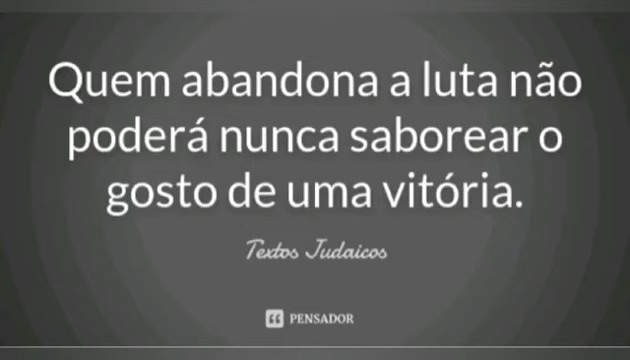 Quem abandona a luta não
poderá nunca saborear o
gosto de uma vitória.
Textos Judaicos
PENSADOR